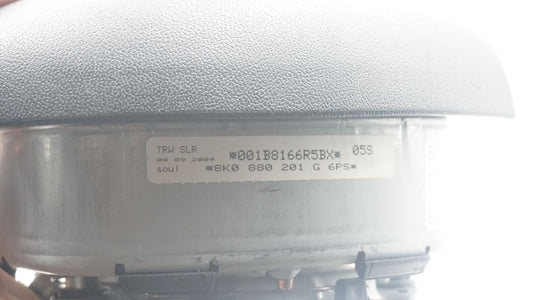 TRW SLR *001B8166R5BX* 05S
08 09 2009
soul *8K0 880 201 G 6PS*